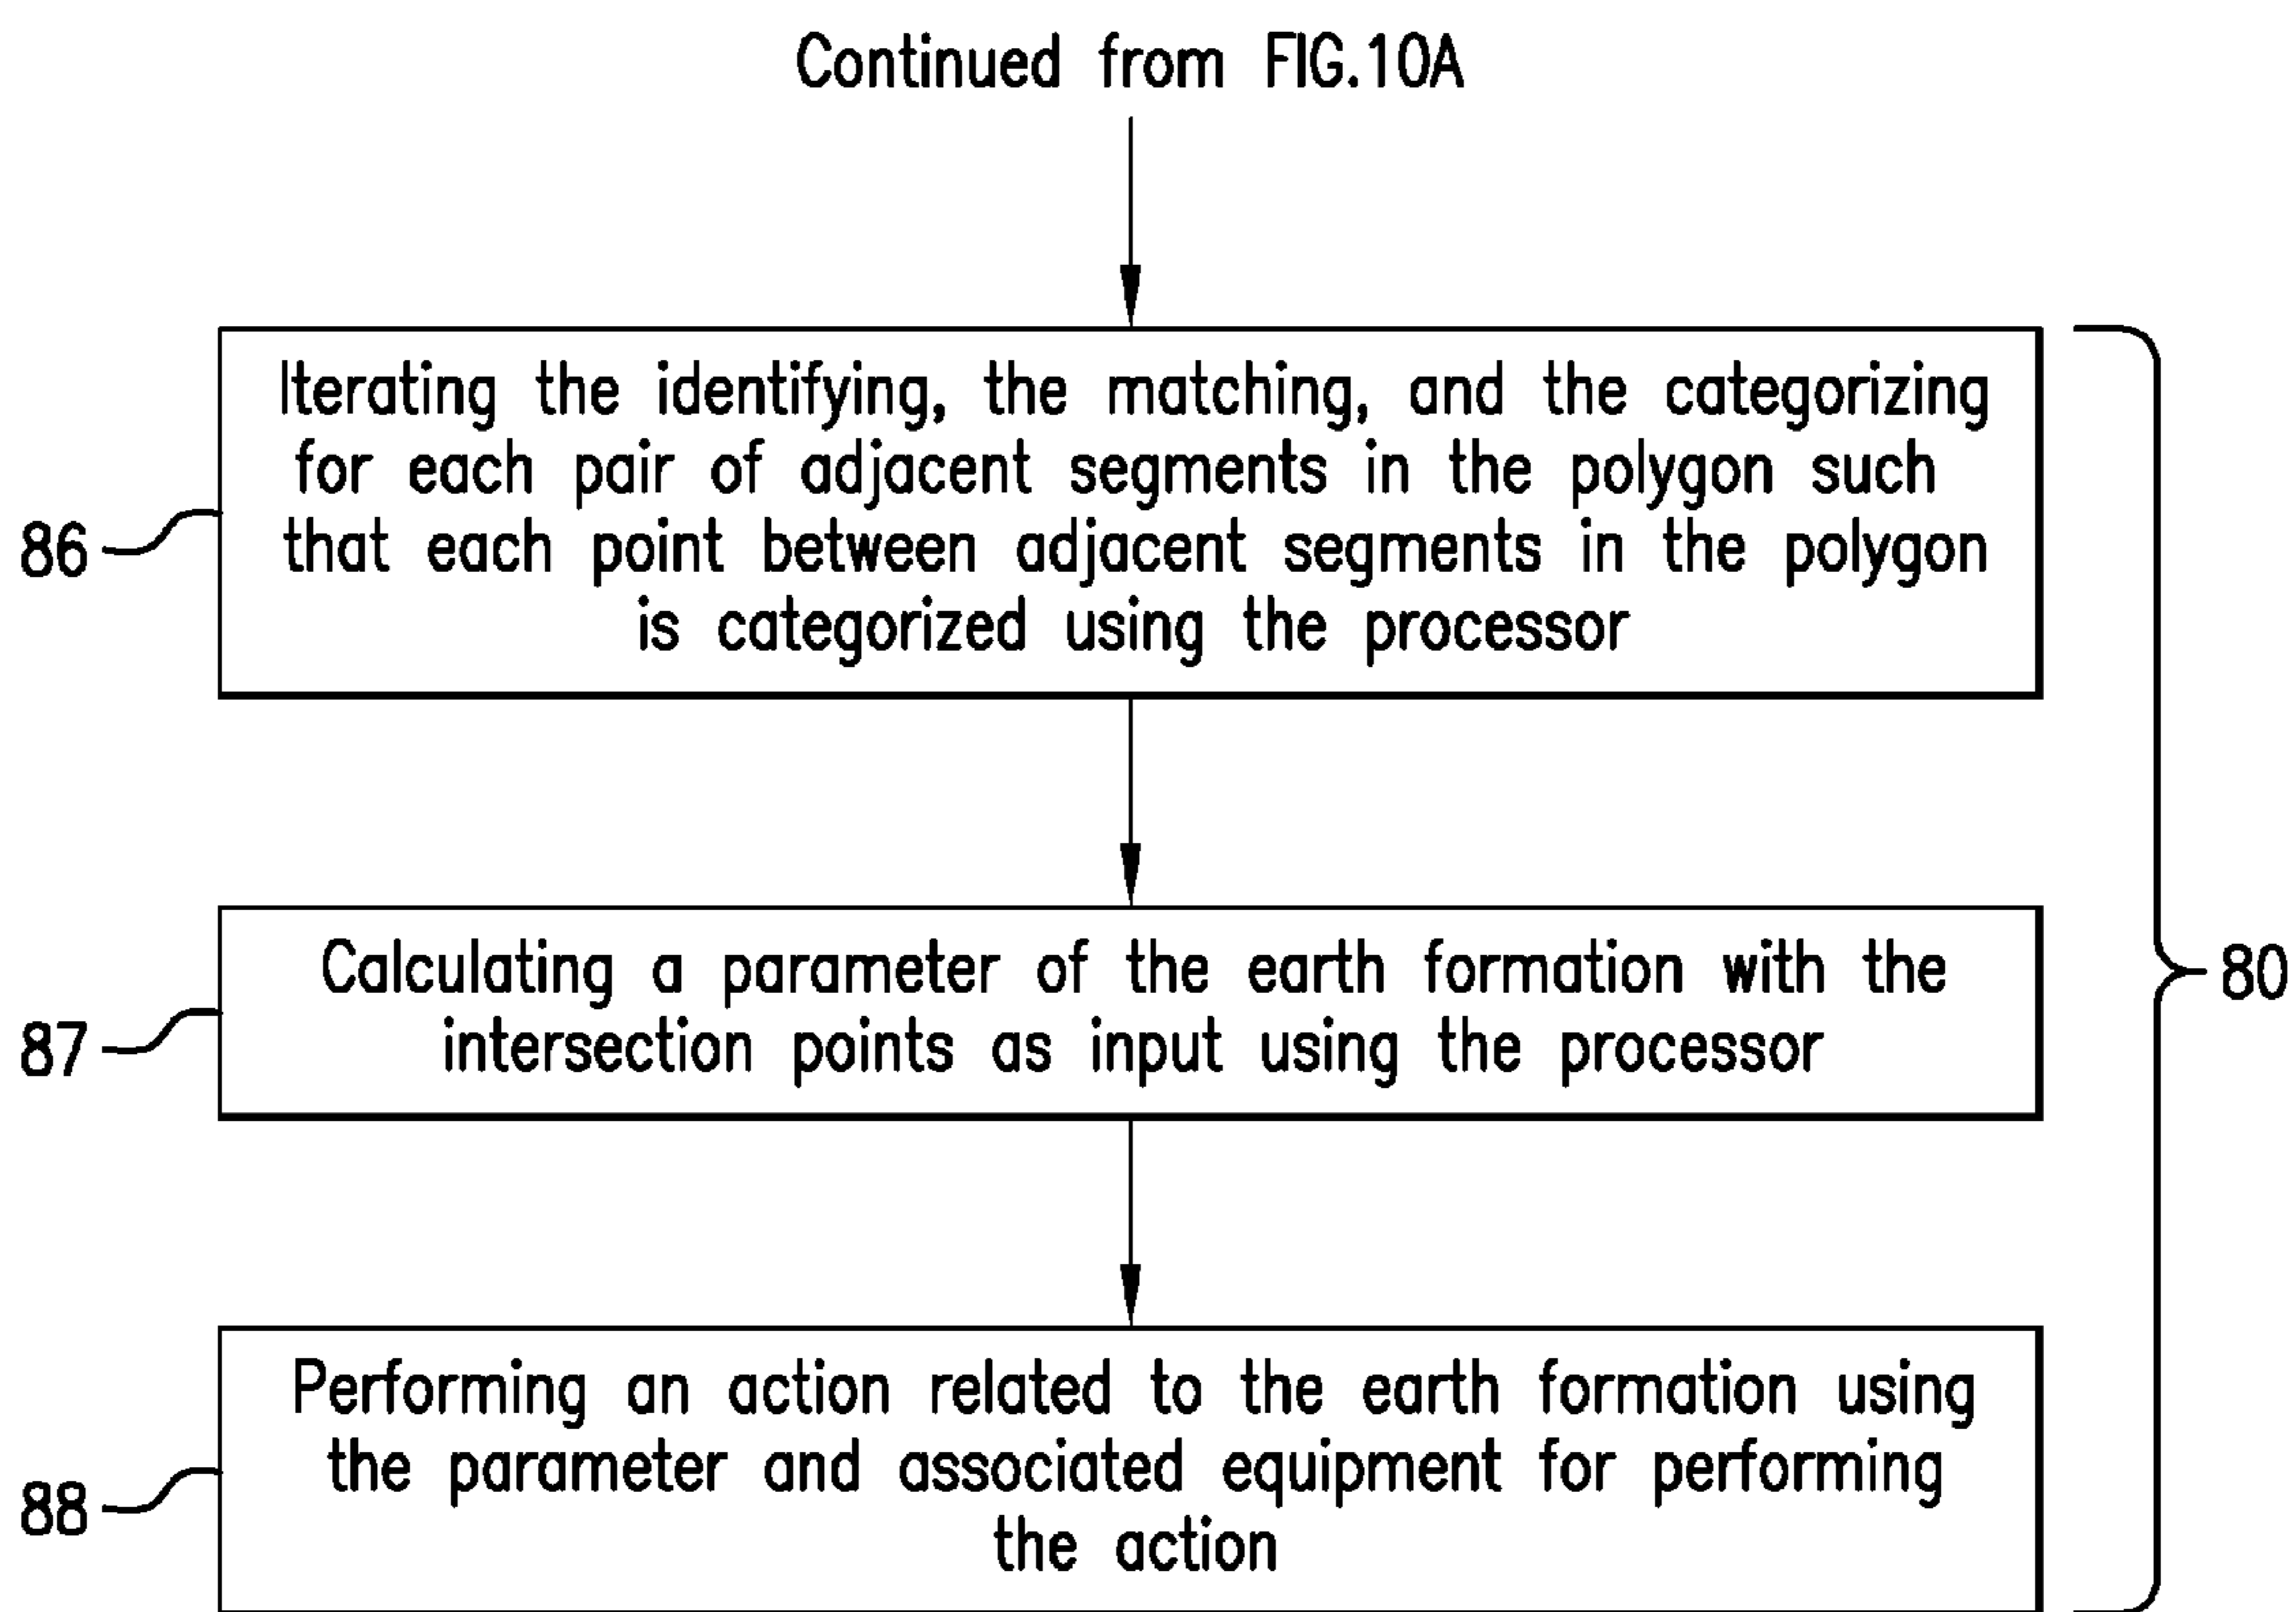 Continued from FIG.10A
Iterating the identifying, the matching, and the categorizing
for each pair of adjacent segments in the polygon such
that each point between adjacent segments in the polygon
is categorized using the processor
86
80
Calculating a parameter of the earth formation with the
intersection points as input using the processor
87
Performing an action related to the earth formation using
the parameter and associated equipment for performing
the action
88